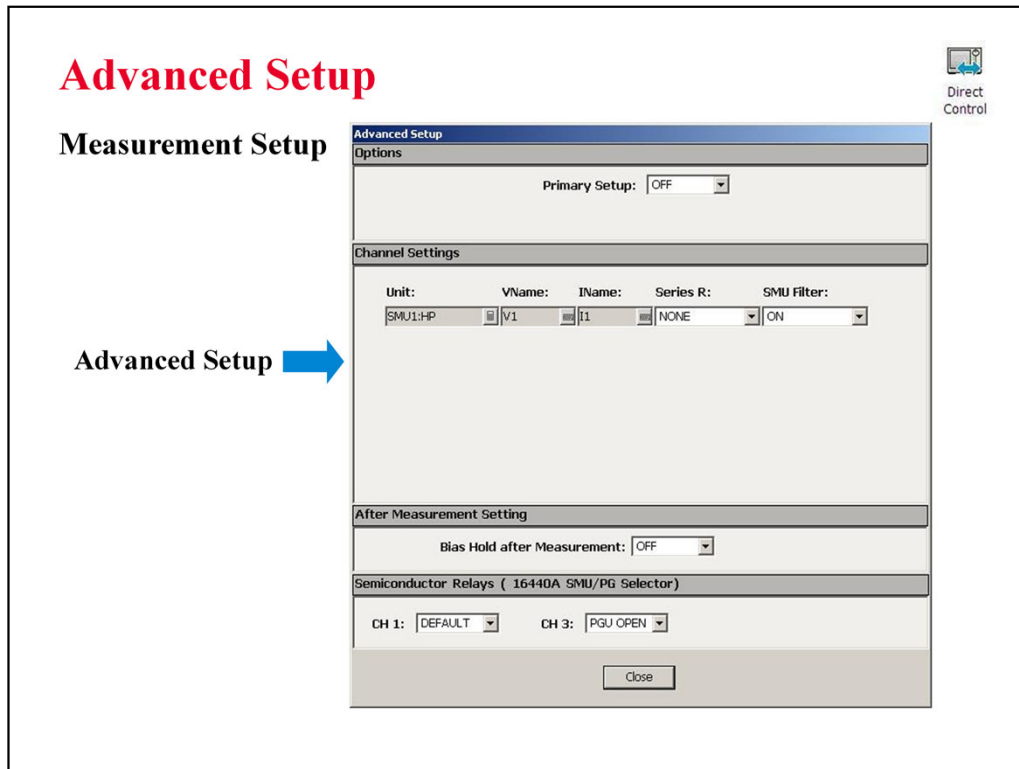 Advanced Setup
Direct
Control
Measurement Setup
Advanced Setup
Options
Primary Setup: OFF
Channel Settings
Unit: VName: IName: Series R: SMU Filter:
SMU1:HP V1 I1 NONE ON
Advanced Setup
After Measurement Setting
Bias Hold after Measurement: OFF
Semiconductor Relays ( 16440A SMU/PG Selector)
CH 1: DEFAULT CH 3: PGU OPEN
Close